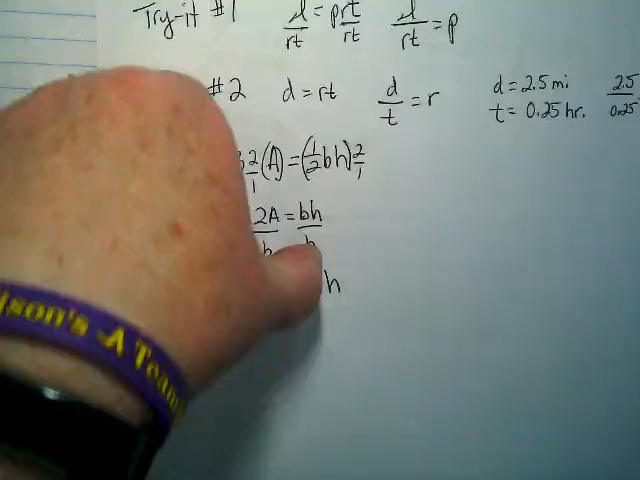 Try-it #1 I/rt = prt/rt I/rt = p
#2 d = rt d/t = r d = 2.5 mi 2.5/0.25
t = 0.25 hr.
2/1 (A) = (1/2 bh) 2/1
2A/b = bh/b
h
son's A Team